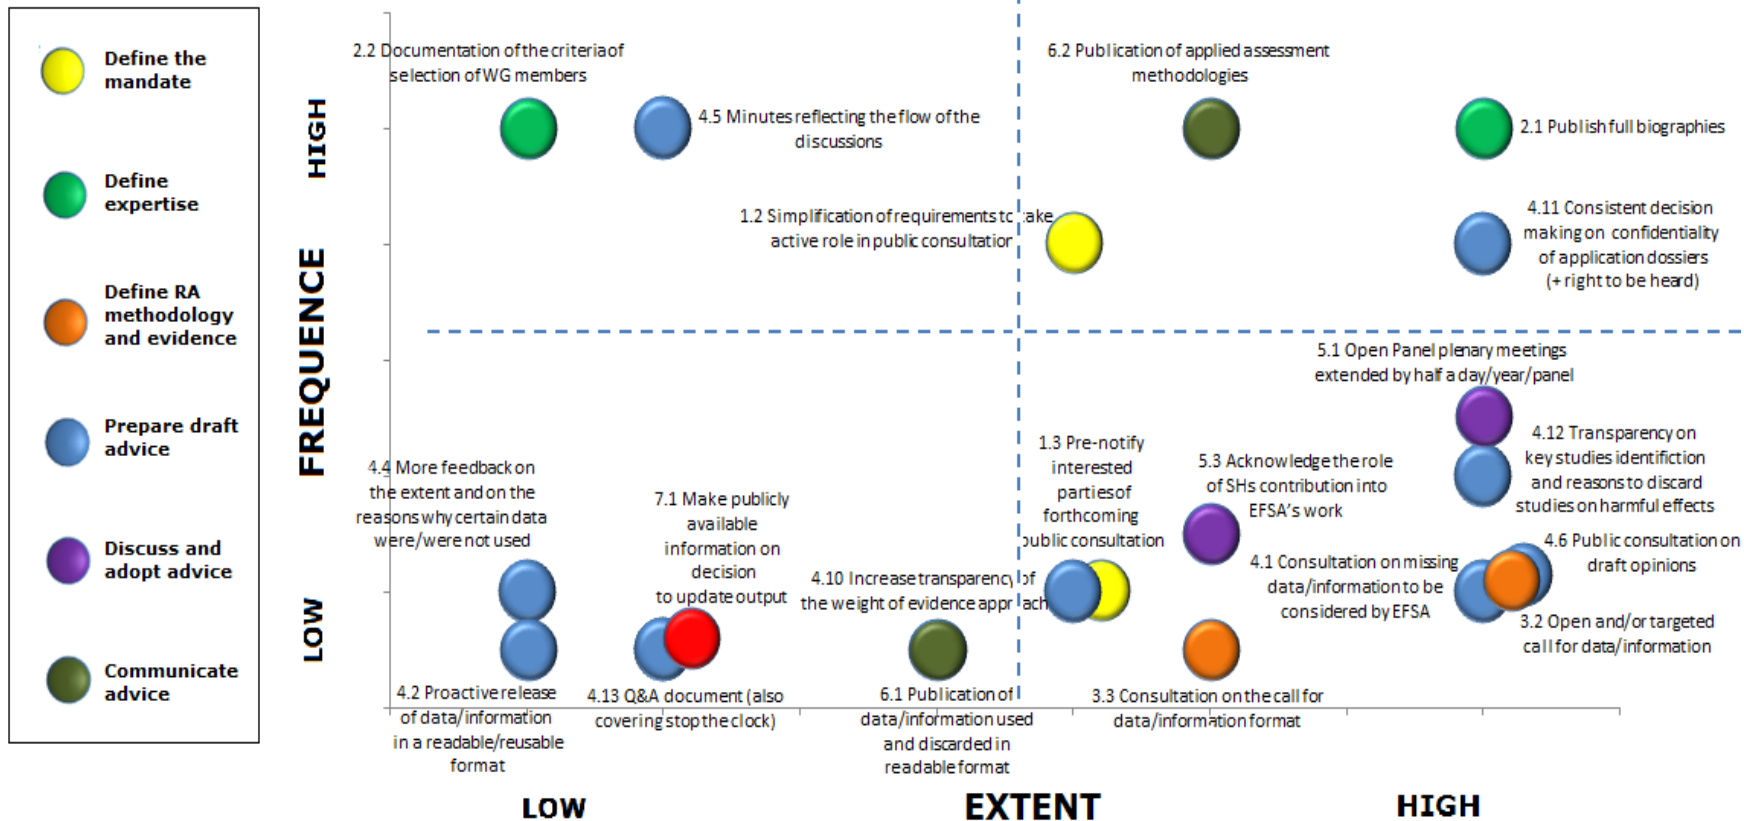 Define the
mandate
Define
expertise
Define RA
methodology
and evidence
Prepare draft
advice
Discuss and
adopt advice
Communicate
advice
HIGH
FREQUENCE
LOW
2.2 Documentation of the criteria of
selection of WG members
4.5 Minutes reflecting the flow of the
discussions
6.2 Publication of applied assessment
methodologies
2.1 Publish full biographies
1.2 Simplification of requirements to take
active role in public consultation
4.11 Consistent decision
making on confidentiality
of application dossiers
(+ right to be heard)
5.1 Open Panel plenary meetings
extended by half a day/year/panel
4.12 Transparency on
key studies identifiction
and reasons to discard
studies on harmful effects
1.3 Pre-notify
interested
parties of
forthcoming
public consultation
5.3 Acknowledge the role
of SHs contribution into
EFSA's work
4.4 More feedback on
the extent and on the
reasons why certain data
were/were not used
7.1 Make publicly
available
information on
decision
to update output
4.10 Increase transparency of
the weight of evidence approach
4.1 Consultation on missing
data/information to be
considered by EFSA
4.6 Public consultation on
draft opinions
3.2 Open and/or targeted
call for data/information
4.2 Proactive release
of data/information
in a readable/reusable
format
4.13 Q&A document (also
covering stop the clock)
6.1 Publication of
data/information used
and discarded in
readable format
3.3 Consultation on the call for
data/information format
LOW
EXTENT
HIGH